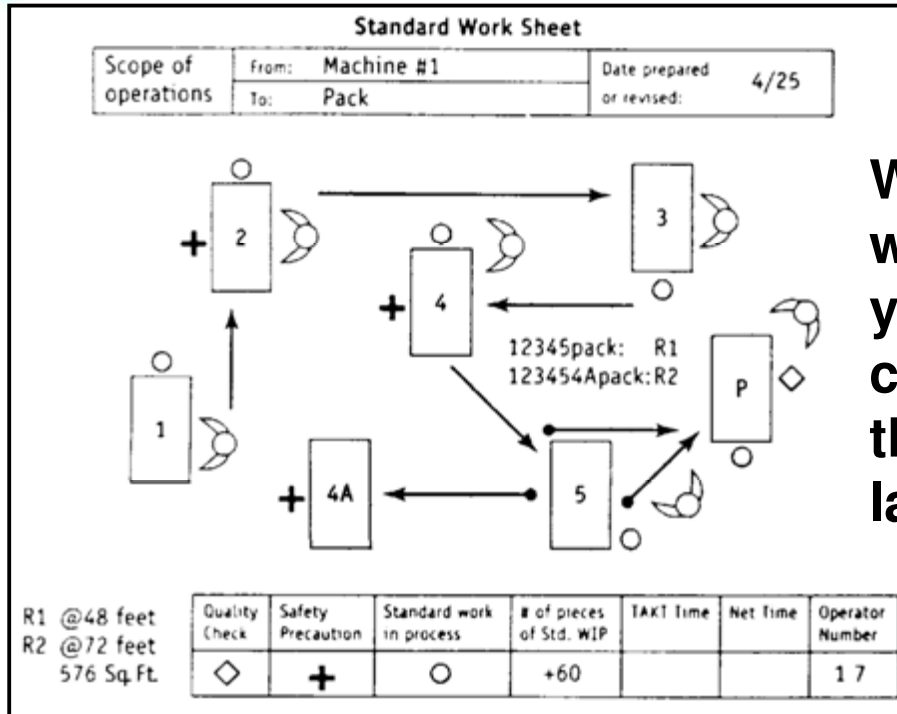 Standard Work Sheet
Scope of operations
From: Machine #1
To: Pack
Date prepared or revised: 4/25
2
3
4
12345pack: R1
123454Apack:R2
P
1
4A
5
R1 @48 feet
R2 @72 feet
576 Sq. Ft.
Quality Check
Safety Precaution
Standard work in process
# of pieces of Std. WIP
TAKT Time
Net Time
Operator Number
+60
1 7